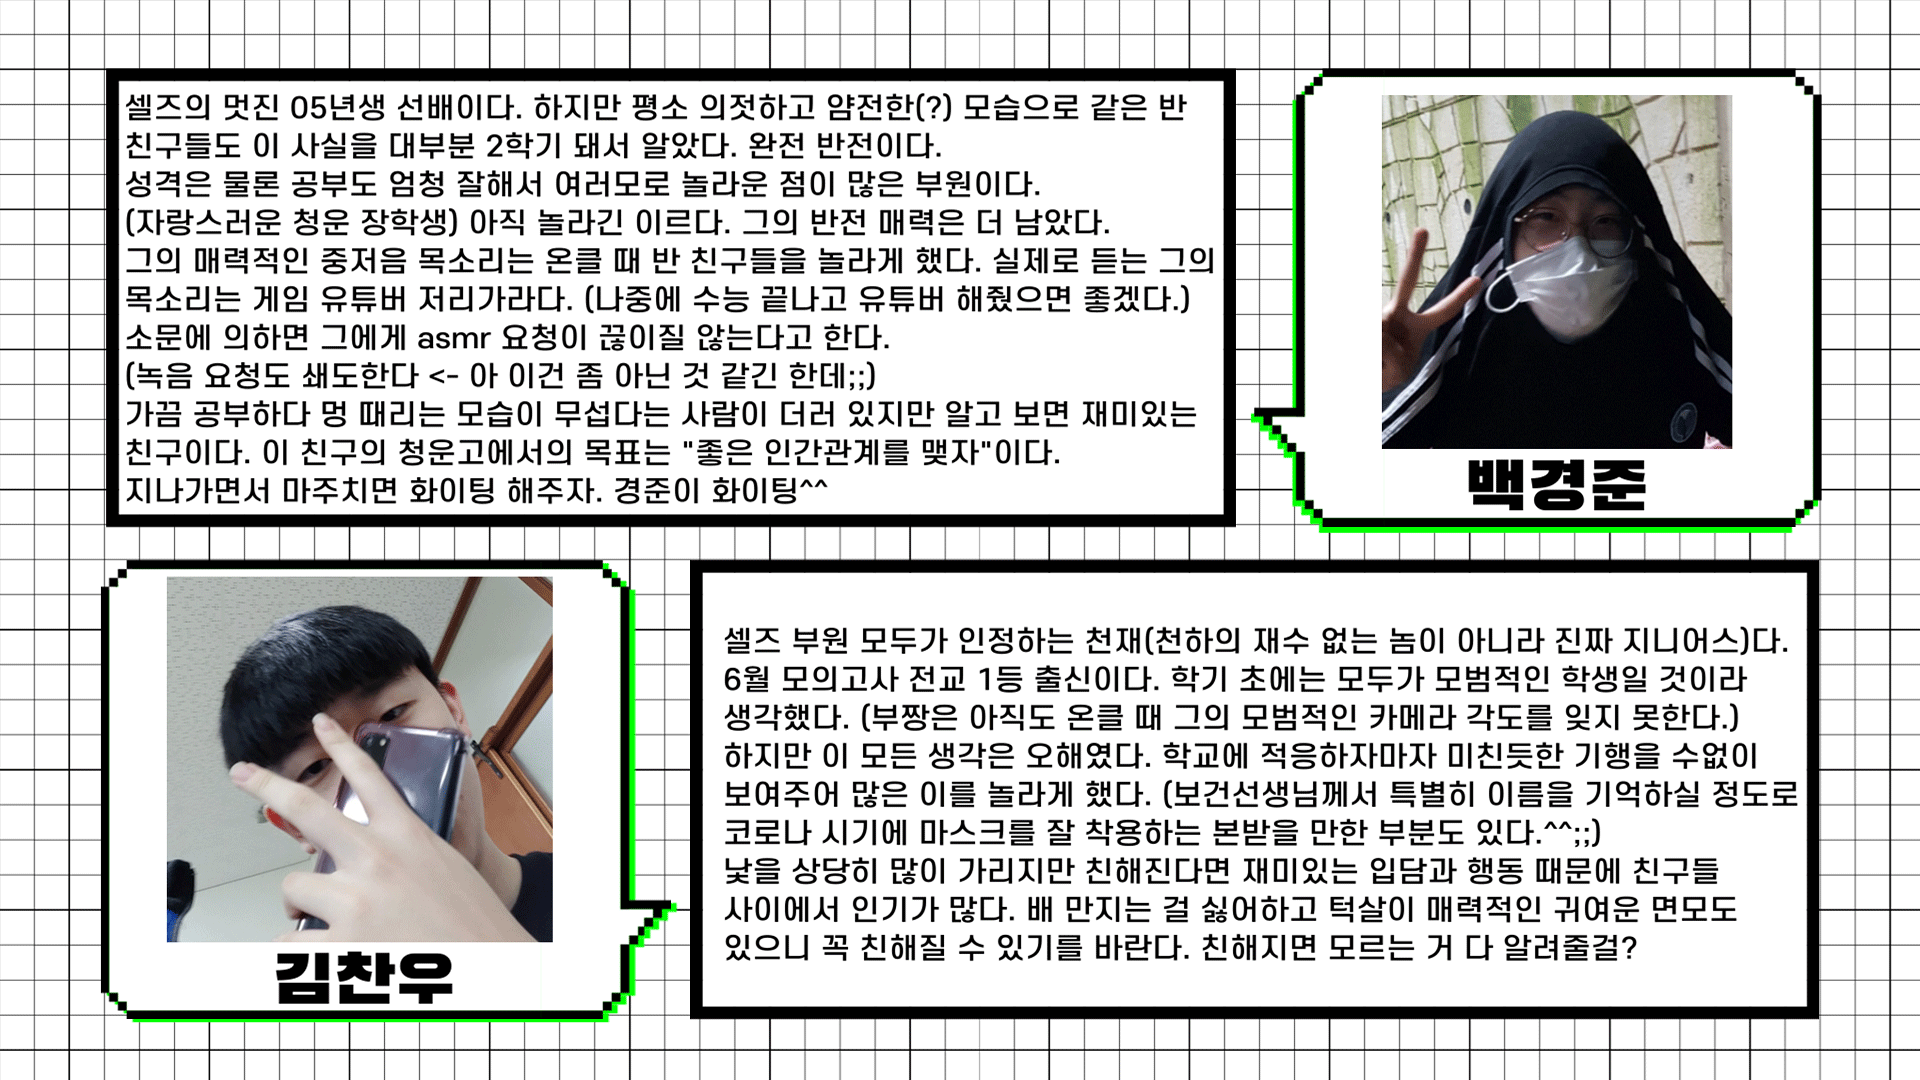 셀즈의 멋진 05년생 선배이다. 하지만 평소 의젓하고 얌전한(?) 모습으로 같은 반
친구들도 이 사실을 대부분 2학기 돼서 알았다. 완전 반전이다.
성격은 물론 공부도 엄청 잘해서 여러모로 놀라운 점이 많은 부원이다.
(자랑스러운 청운 장학생) 아직 놀라긴 이르다. 그의 반전 매력은 더 남았다.
그의 매력적인 중저음 목소리는 온클 때 반 친구들을 놀라게 했다. 실제로 듣는 그의
목소리는 게임 유튜버 저리가라다. (나중에 수능 끝나고 유튜버 해줬으면 좋겠다.)
소문에 의하면 그에게 asmr 요청이 끊이질 않는다고 한다.
(녹음 요청도 쇄도한다 <- 아 이건 좀 아닌 것 같긴 한데;;)
가끔 공부하다 멍 때리는 모습이 무섭다는 사람이 더러 있지만 알고 보면 재미있는
친구이다. 이 친구의 청운고에서의 목표는 "좋은 인간관계를 맺자"이다.
지나가면서 마주치면 화이팅 해주자. 경준이 화이팅^^
백경준
김찬우
셀즈 부원 모두가 인정하는 천재(천하의 재수 없는 놈이 아니라 진짜 지니어스)다.
6월 모의고사 전교 1등 출신이다. 학기 초에는 모두가 모범적인 학생일 것이라
생각했다. (부짱은 아직도 온클 때 그의 모범적인 카메라 각도를 잊지 못한다.)
하지만 이 모든 생각은 오해였다. 학교에 적응하자마자 미친듯한 기행을 수없이
보여주어 많은 이를 놀라게 했다. (보건선생님께서 특별히 이름을 기억하실 정도로
코로나 시기에 마스크를 잘 착용하는 본받을 만한 부분도 있다.^^;;)
낯을 상당히 많이 가리지만 친해진다면 재미있는 입담과 행동 때문에 친구들
사이에서 인기가 많다. 배 만지는 걸 싫어하고 턱살이 매력적인 귀여운 면모도
있으니 꼭 친해질 수 있기를 바란다. 친해지면 모르는 거 다 알려줄걸?